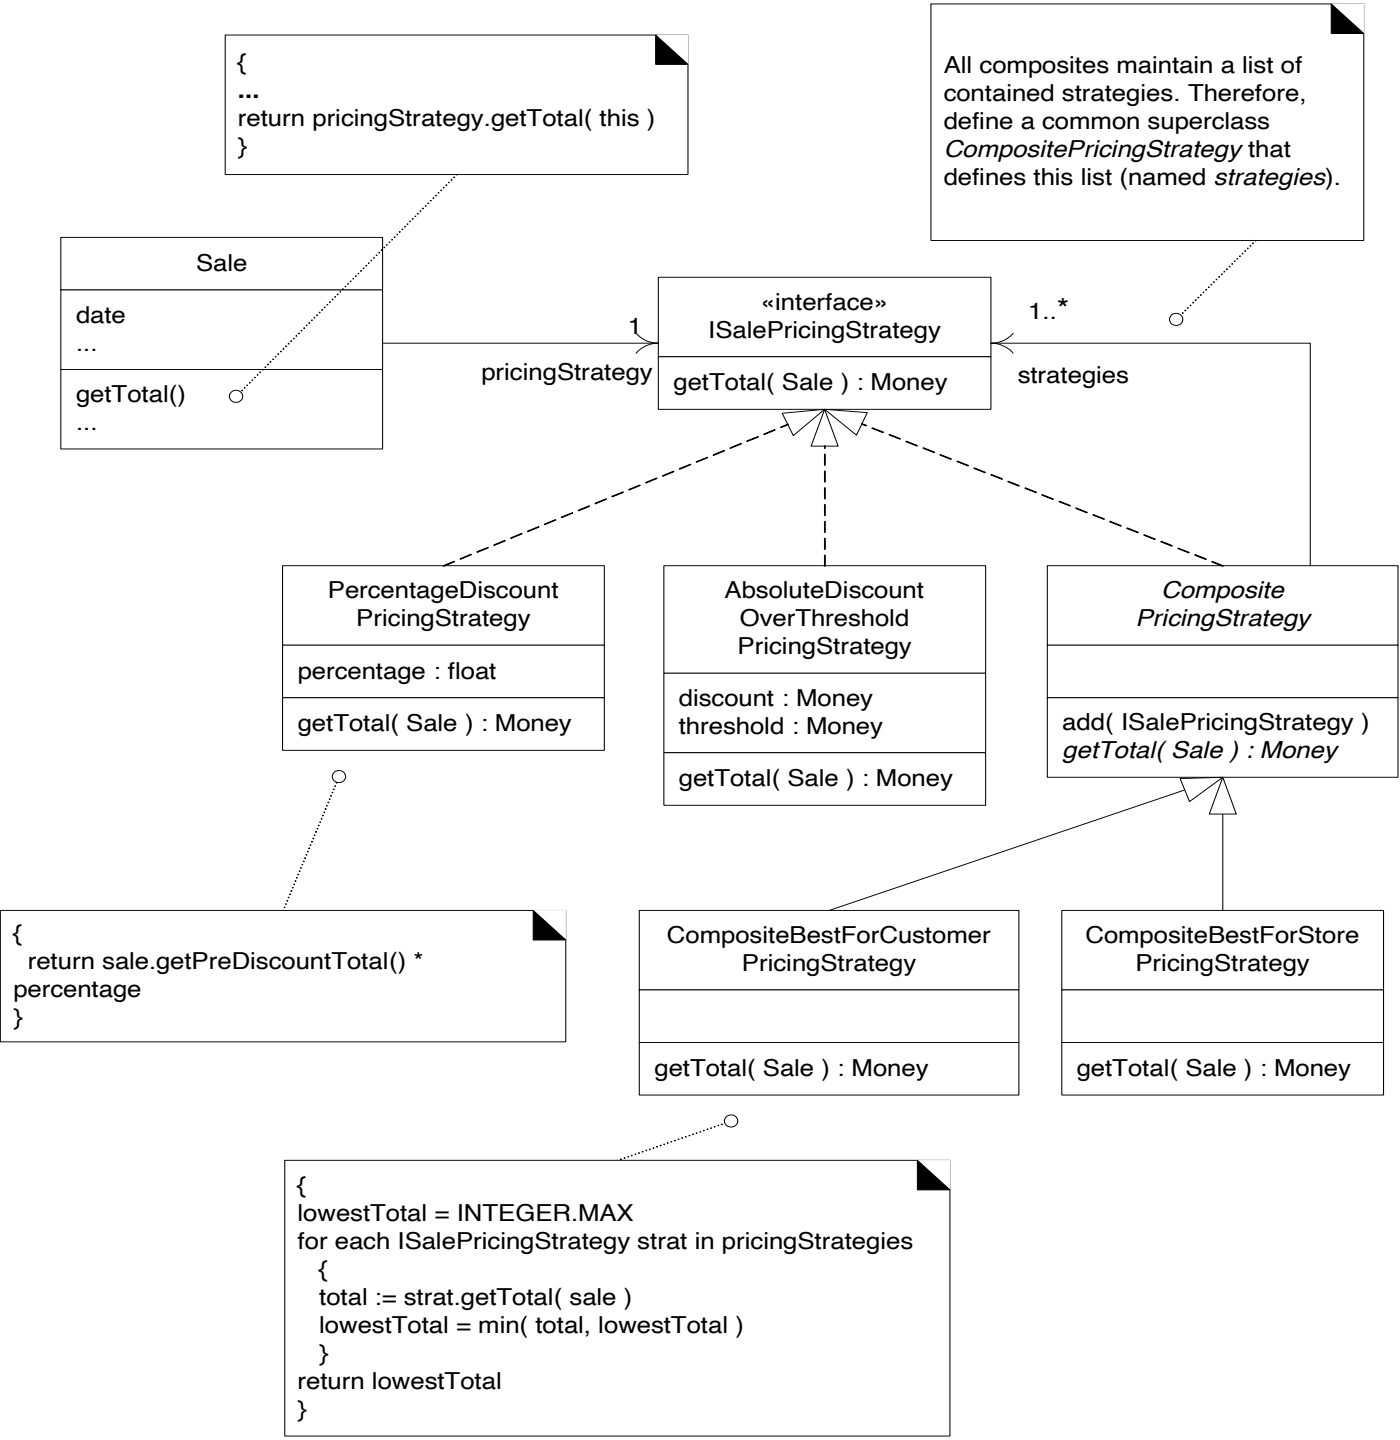 {
...
return pricingStrategy.getTotal( this )
}
All composites maintain a list of
contained strategies. Therefore,
define a common superclass
CompositePricingStrategy that
defines this list (named strategies).
Sale
date
...
getTotal()
...
1
pricingStrategy
«interface»
ISalePricingStrategy
getTotal( Sale ) : Money
1..*
strategies
PercentageDiscount
PricingStrategy
percentage : float
getTotal( Sale ) : Money
AbsoluteDiscount
OverThreshold
PricingStrategy
discount : Money
threshold : Money
getTotal( Sale ) : Money
Composite
PricingStrategy
add( ISalePricingStrategy )
getTotal( Sale ) : Money
{
return sale.getPreDiscountTotal() *
percentage
}
CompositeBestForCustomer
PricingStrategy
getTotal( Sale ) : Money
CompositeBestForStore
PricingStrategy
getTotal( Sale ) : Money
{
lowestTotal = INTEGER.MAX
for each ISalePricingStrategy strat in pricingStrategies
{
total := strat.getTotal( sale )
lowestTotal = min( total, lowestTotal )
}
return lowestTotal
}